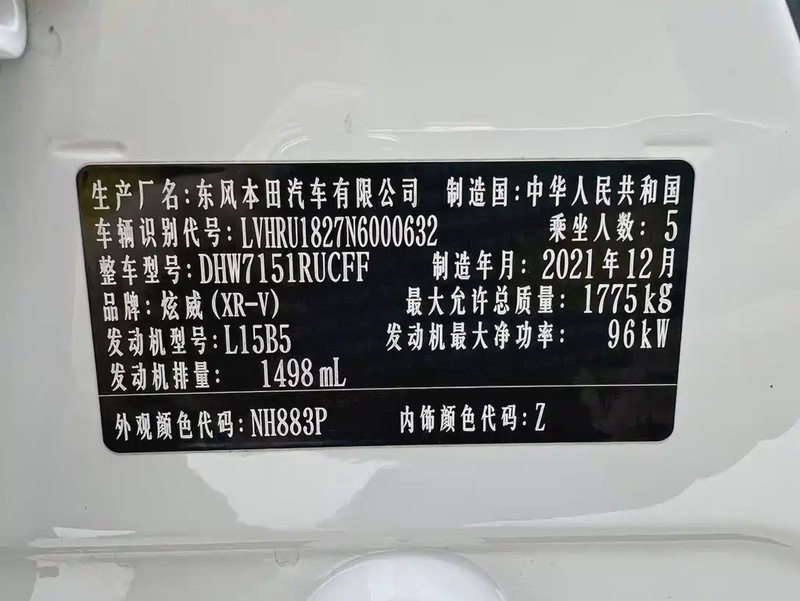 生产厂名:东风本田汽车有限公司 制造国:中华人民共和国
车辆识别代号:LVHRU1827N6000632 乘坐人数:5
整车型号:DHW7151RUCFF 制造年月:2021年12月
品牌:炫威(XR-V) 最大允许总质量:1775kg
发动机型号:L15B5 发动机最大净功率:96kW
发动机排量:1498mL
外观颜色代码:NH883P 内饰颜色代码:Z